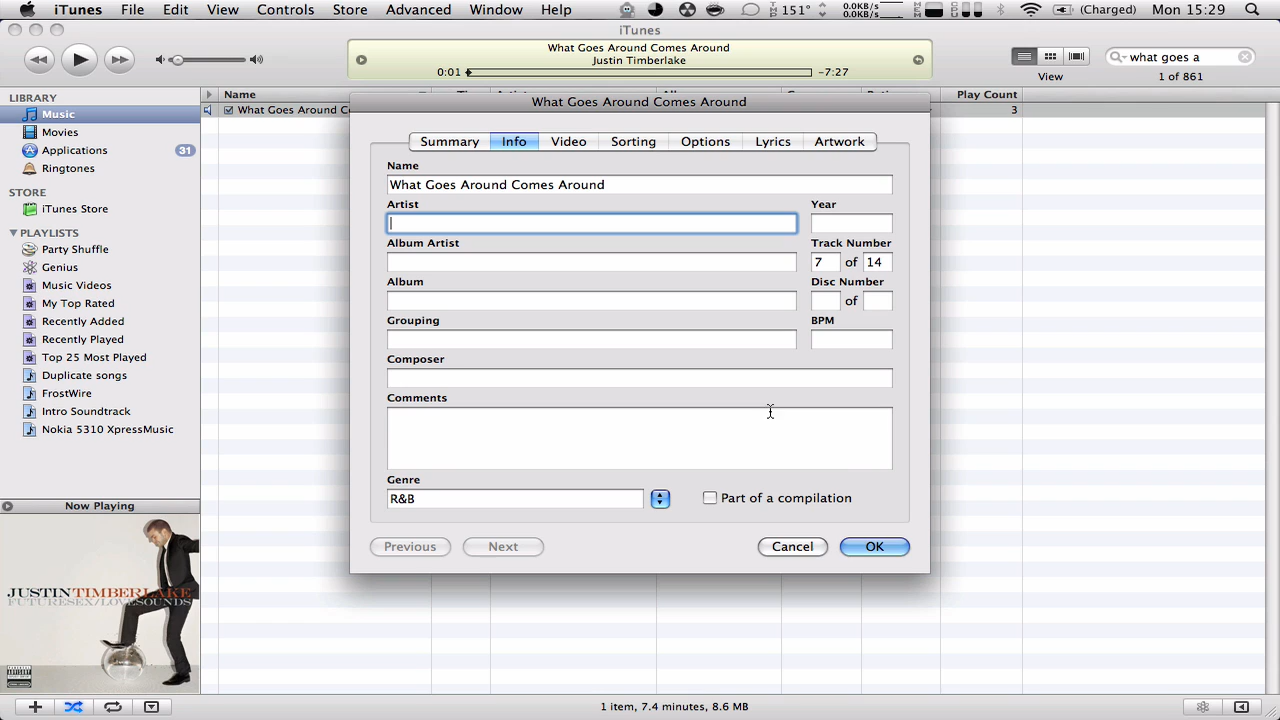 iTunes File Edit View Controls Store Advanced Window Help 151° 0.0KB/s 0.0KB/s (Charged) Mon 15:29
iTunes
What Goes Around Comes Around
Justin Timberlake
0:01 -7:27
View
what goes a
1 of 861
LIBRARY
Music
Movies
Applications 31
Ringtones
STORE
iTunes Store
PLAYLISTS
Party Shuffle
Genius
Music Videos
My Top Rated
Recently Added
Recently Played
Top 25 Most Played
Duplicate songs
FrostWire
Intro Soundtrack
Nokia 5310 XpressMusic
Now Playing
JUSTINTIMBERLAKE
FUTURESEX/LOVESOUNDS
Name Play Count
What Goes Around Co 3
What Goes Around Comes Around
Summary Info Video Sorting Options Lyrics Artwork
Name
What Goes Around Comes Around
Artist Year
Album Artist Track Number
7 of 14
Album Disc Number
of
Grouping BPM
Composer
Comments
Genre
R&B Part of a compilation
Previous Next Cancel OK
1 item, 7.4 minutes, 8.6 MB